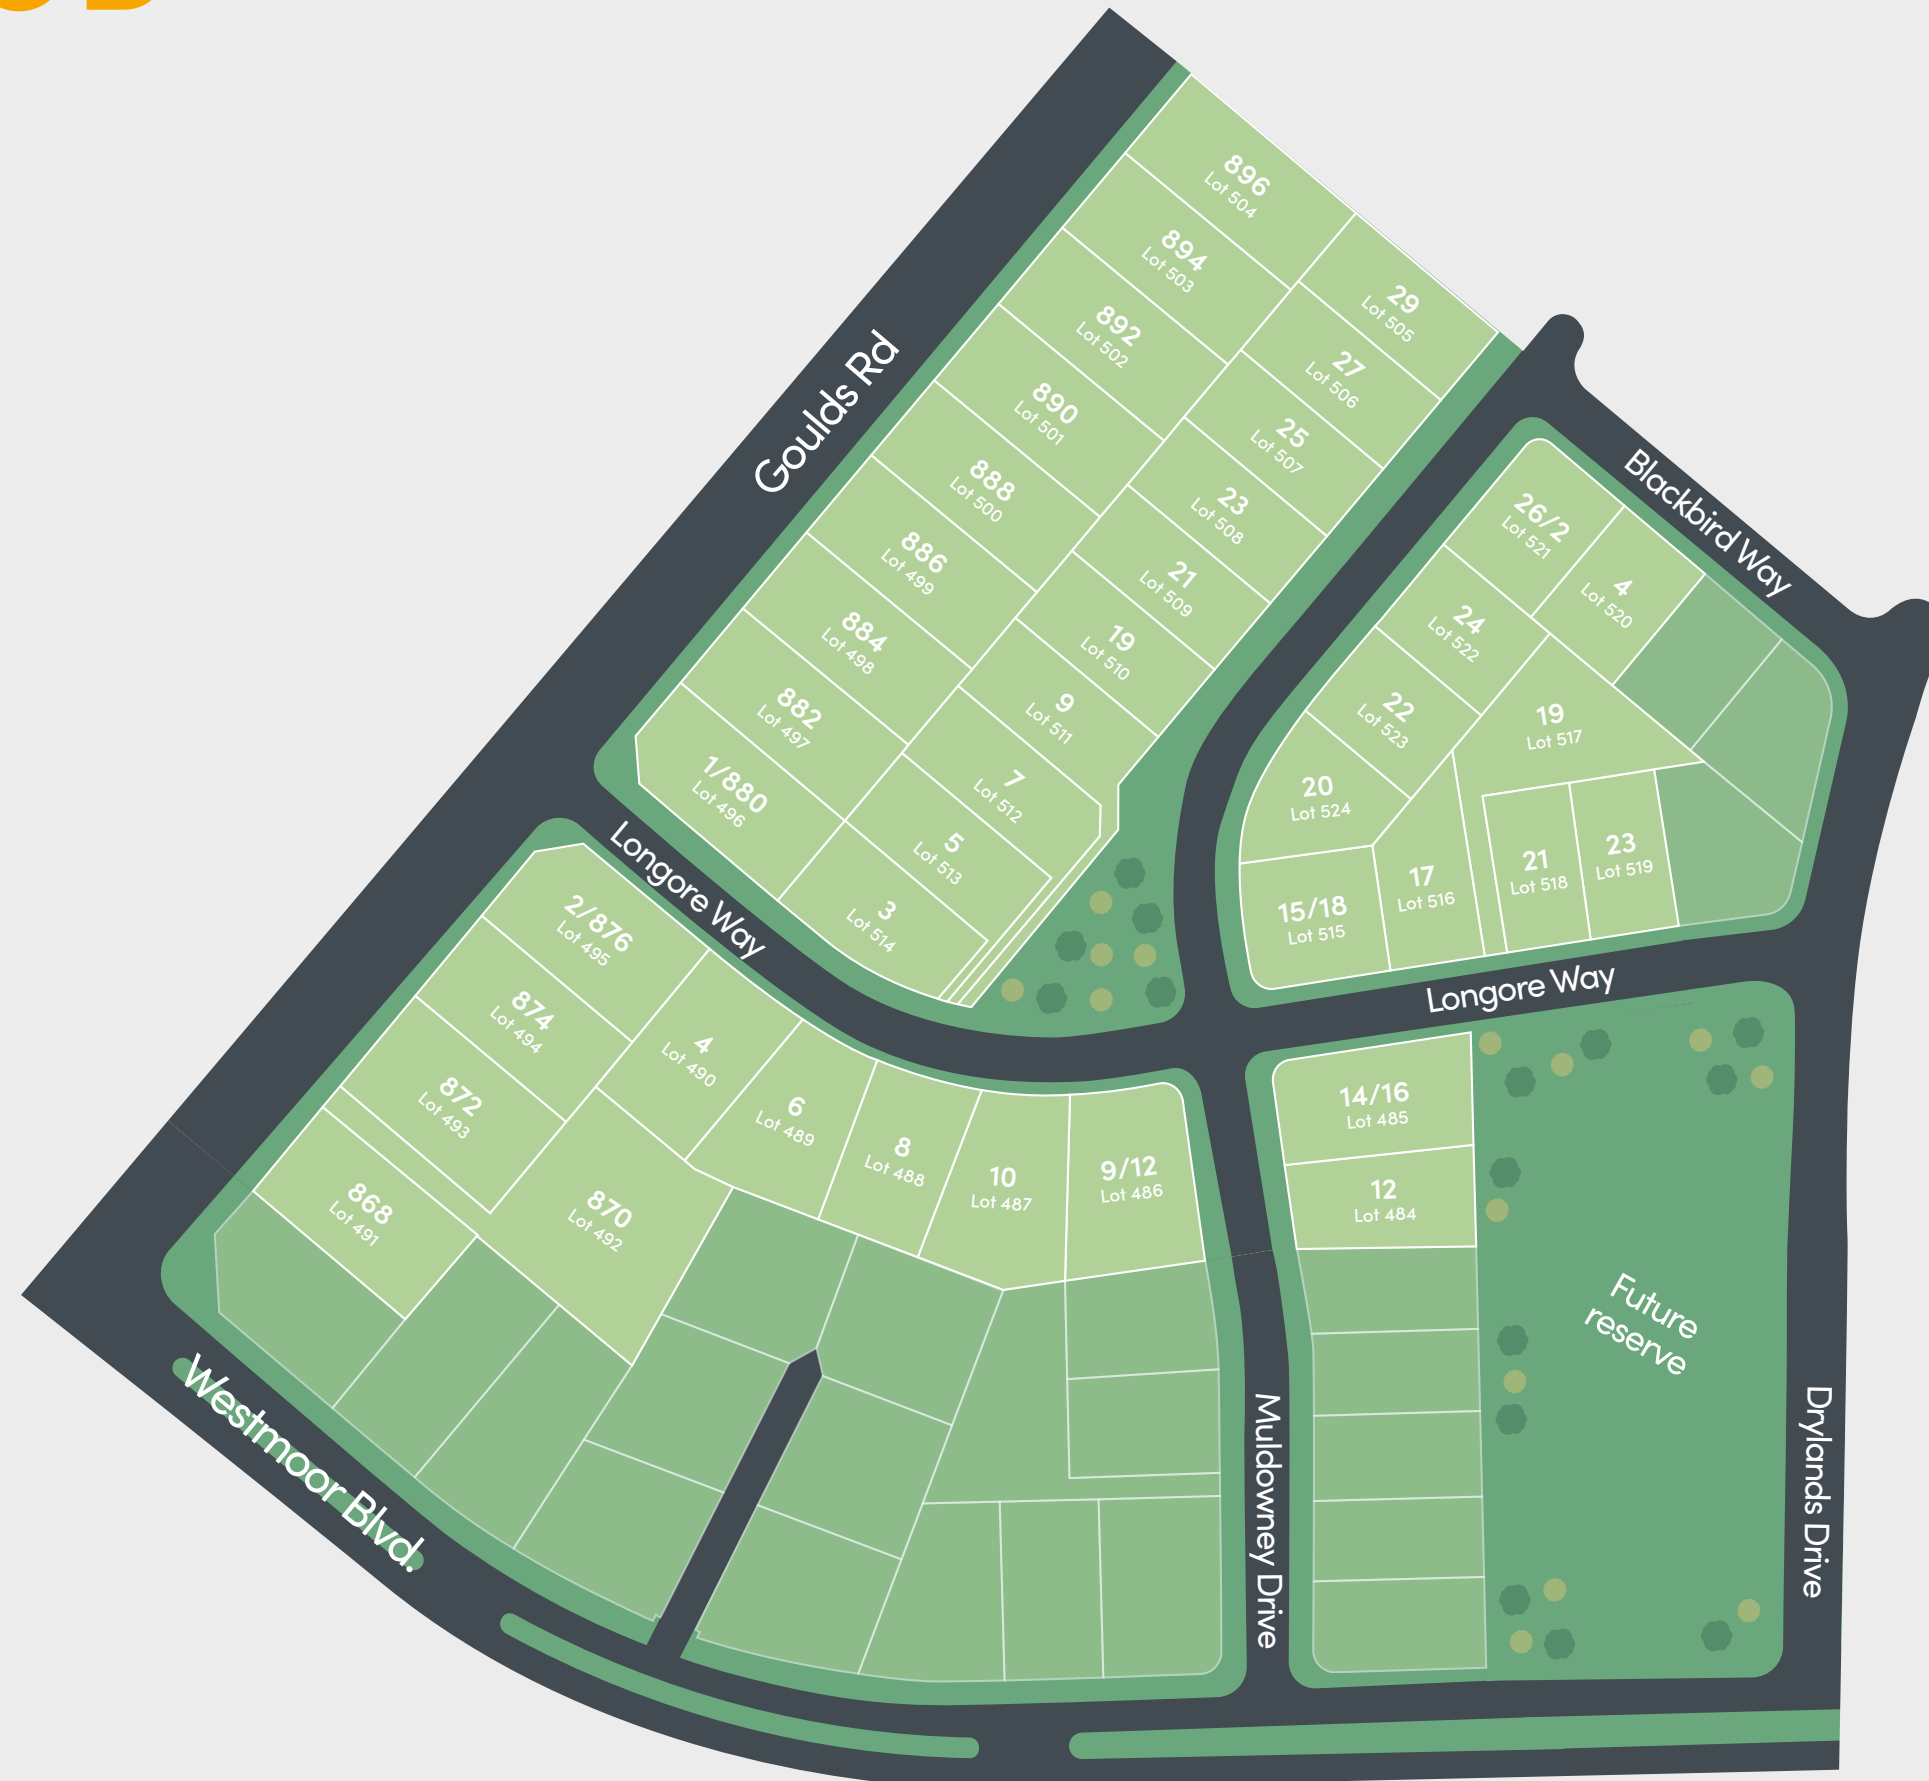 896
Lot 504
894
Lot 503
892
Lot 502
890
Lot 501
888
Lot 500
886
Lot 499
884
Lot 498
882
Lot 497
1/880
Lot 496
29
Lot 505
27
Lot 506
25
Lot 507
23
Lot 508
21
Lot 509
19
Lot 510
9
Lot 511
7
Lot 512
5
Lot 513
3
Lot 514
Goulds Rd
Blackbird Way
26/2
Lot 521
4
Lot 520
24
Lot 522
22
Lot 523
20
Lot 524
19
Lot 517
15/18
Lot 515
17
Lot 516
21
Lot 518
23
Lot 519
Longore Way
Longore Way
2/876
Lot 495
874
Lot 494
872
Lot 493
868
Lot 491
870
Lot 492
4
Lot 490
6
Lot 489
8
Lot 488
10
Lot 487
9/12
Lot 486
14/16
Lot 485
12
Lot 484
Future
reserve
Westmoor Blvd.
Muldowney Drive
Drylands Drive